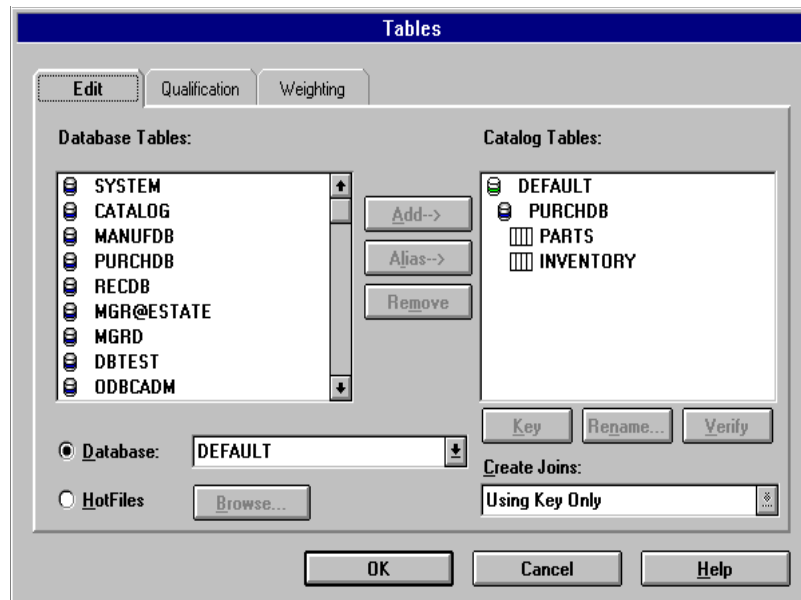 Tables
Edit Qualification Weighting
Database Tables:
SYSTEM
CATALOG
MANUFDB
PURCHDB
RECDB
MGR@ESTATE
MGRD
DBTEST
ODBCADM
Add-->
Alias-->
Remove
Catalog Tables:
DEFAULT
PURCHDB
PARTS
INVENTORY
Key Rename... Verify
Database: DEFAULT
HotFiles Browse...
Create Joins:
Using Key Only
OK Cancel Help